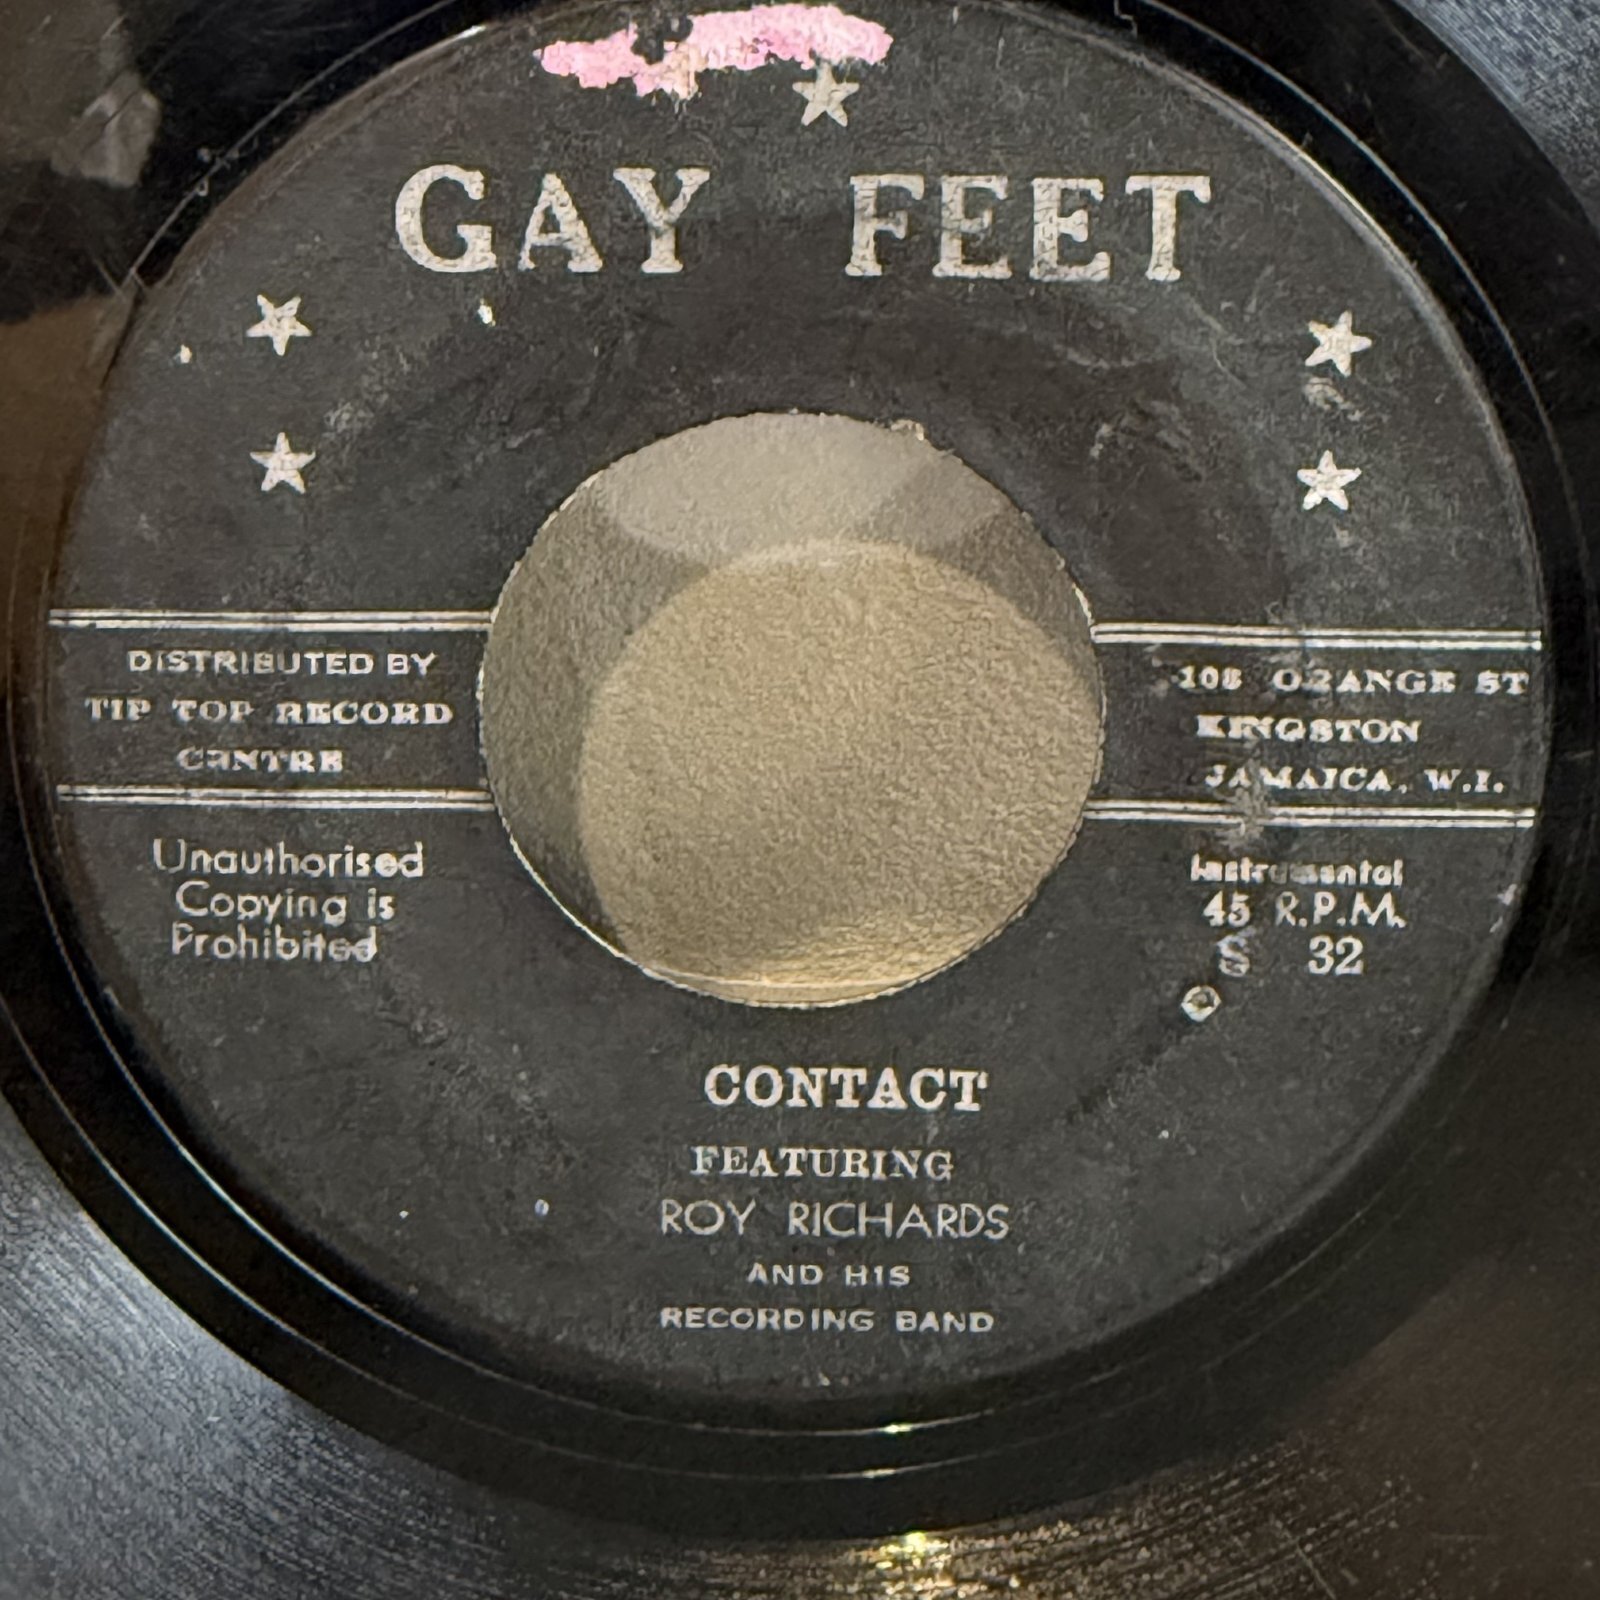 GAY FEET
DISTRIBUTED BY
TIP TOP RECORD
CENTRE
108 ORANGE ST
KINGSTON
JAMAICA, W.I.
Unauthorised
Copying is
Prohibited
Instrumental
45 R.P.M.
S 32
CONTACT
FEATURING
ROY RICHARDS
AND HIS
RECORDING BAND